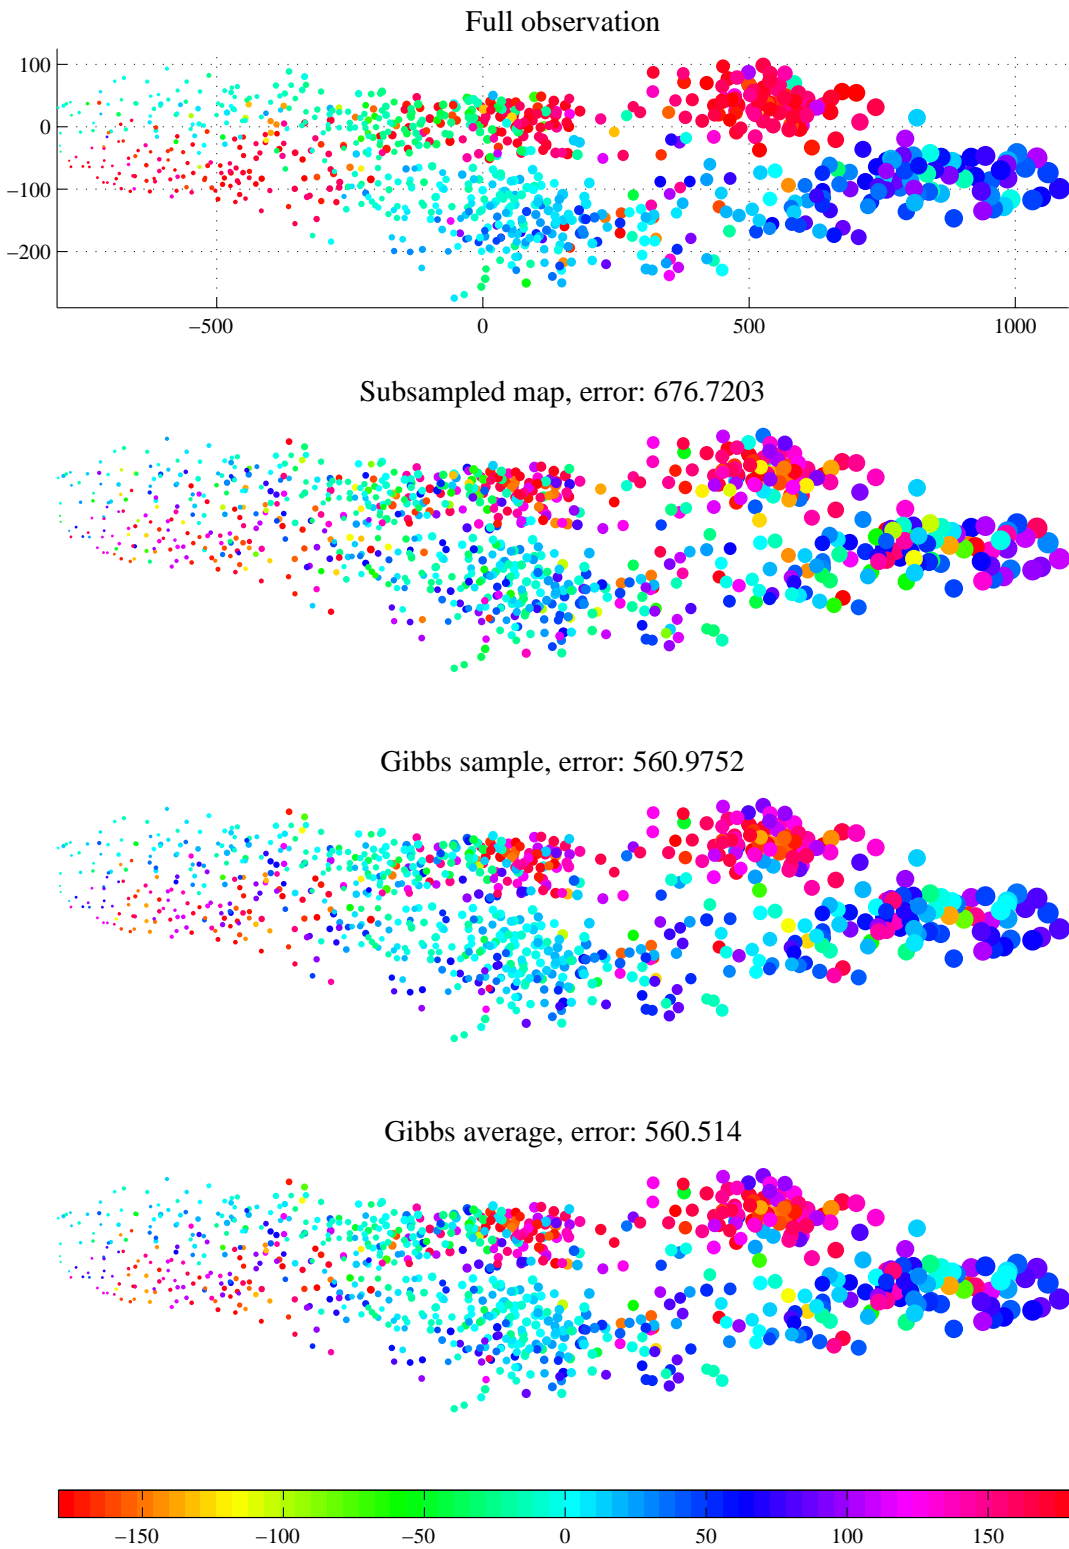 Full observation
100
0
−100
−200
−500 0 500 1000
Subsampled map, error: 676.7203
Gibbs sample, error: 560.9752
Gibbs average, error: 560.514
−150 −100 −50 0 50 100 150